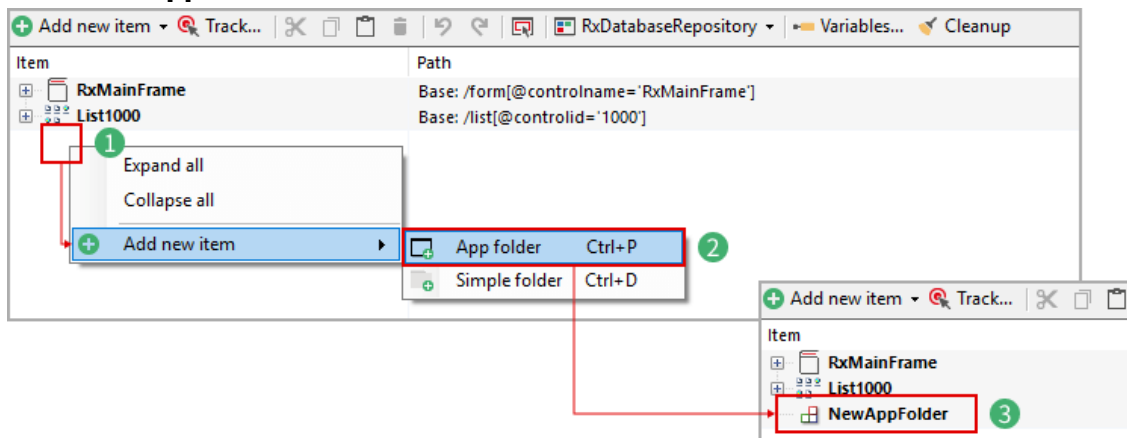 Add new item Track... RxDatabaseRepository Variables... Cleanup
Item Path
RxMainFrame Base: /form[@controlname='RxMainFrame']
List1000 Base: /list[@controlid='1000']
1
Expand all
Collapse all
Add new item App folder Ctrl+P 2
Simple folder Ctrl+D
Add new item Track...
Item
RxMainFrame
List1000
NewAppFolder 3